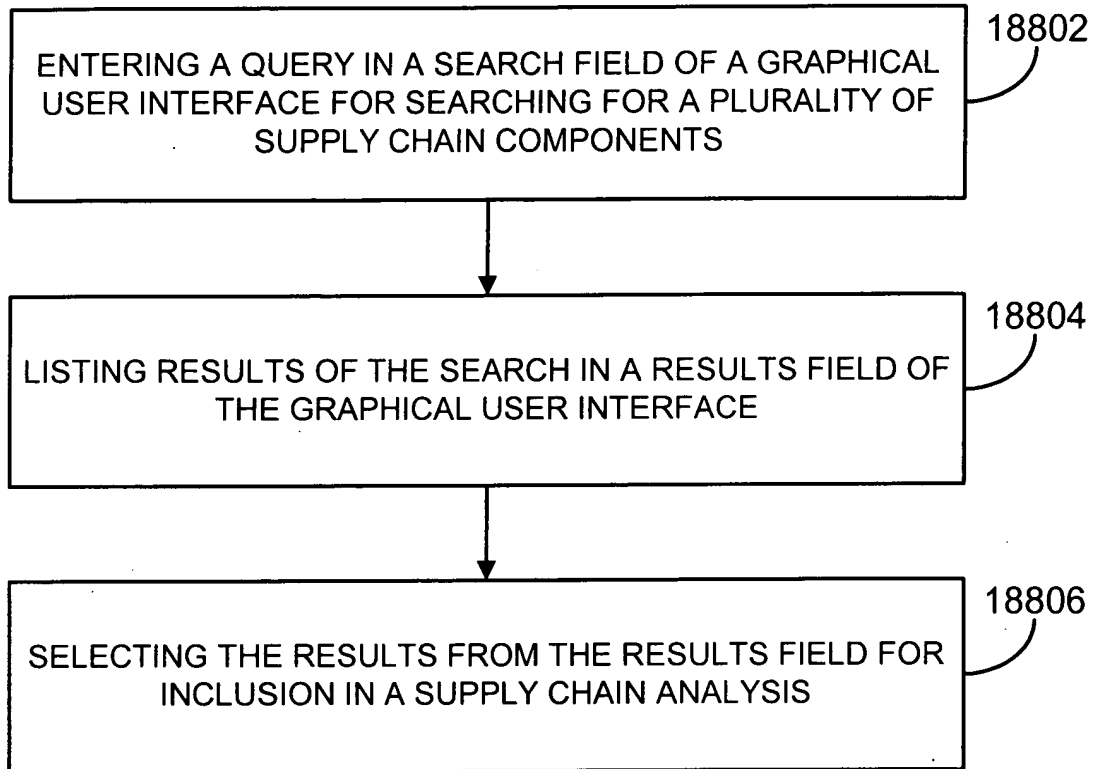 18802
ENTERING A QUERY IN A SEARCH FIELD OF A GRAPHICAL
USER INTERFACE FOR SEARCHING FOR A PLURALITY OF
SUPPLY CHAIN COMPONENTS
18804
LISTING RESULTS OF THE SEARCH IN A RESULTS FIELD OF
THE GRAPHICAL USER INTERFACE
18806
SELECTING THE RESULTS FROM THE RESULTS FIELD FOR
INCLUSION IN A SUPPLY CHAIN ANALYSIS